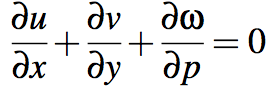 ∂u/∂x + ∂v/∂y + ∂ω/∂p = 0